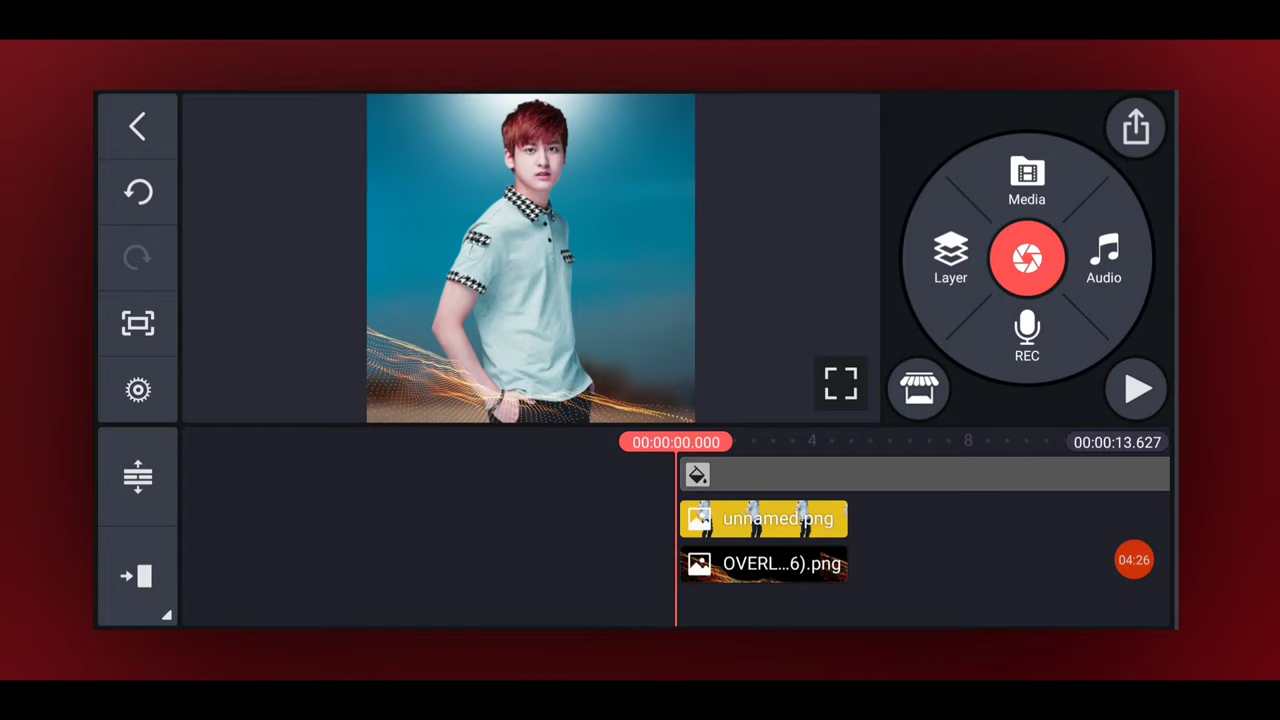 Media
Layer
Audio
REC
00:00:00.000
4
8
00:00:13.627
unnamed.png
OVERL...6).png
04:26